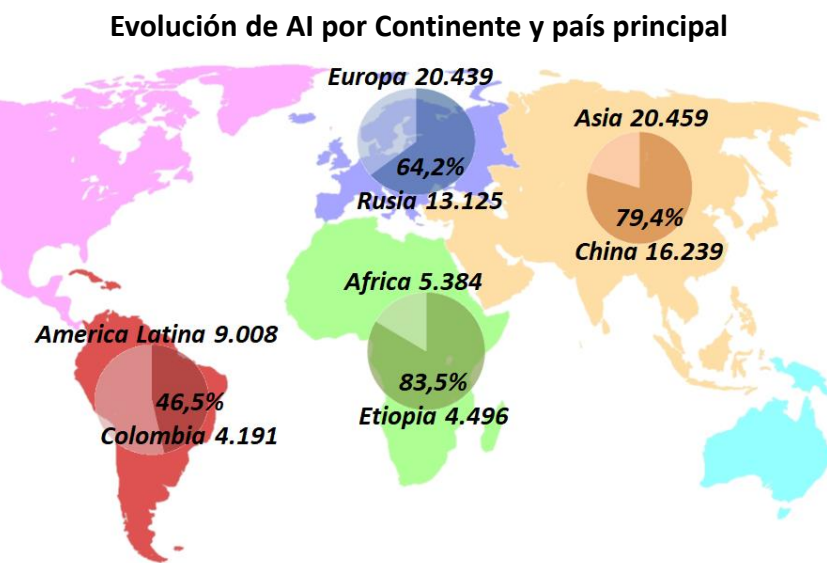 Evolución de AI por Continente y país principal
Europa 20.439
64,2%
Rusia 13.125
Asia 20.459
79,4%
China 16.239
Africa 5.384
83,5%
Etiopia 4.496
America Latina 9.008
46,5%
Colombia 4.191